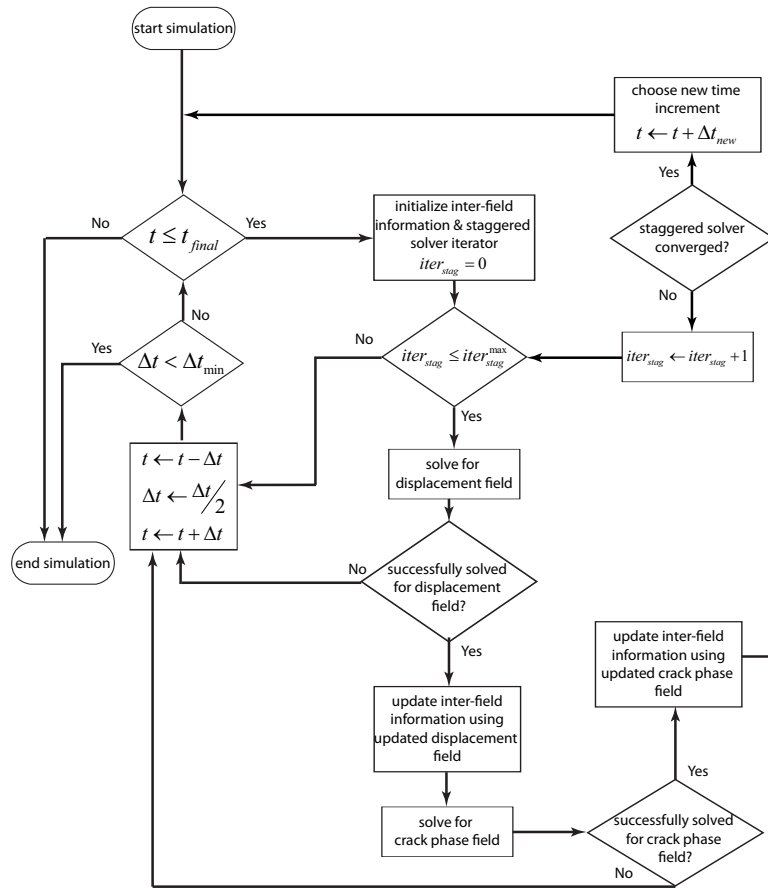 start simulation
choose new time
increment
t ← t + Δt_new
Yes
staggered solver
converged?
No
iter_stag ← iter_stag + 1
No
t ≤ t_final
Yes
initialize inter-field
information & staggered
solver iterator
iter_stag = 0
No
Yes
Δt < Δt_min
No
iter_stag ≤ iter_stag^max
Yes
t ← t − Δt
Δt ← Δt/2
t ← t + Δt
solve for
displacement field
end simulation
No
successfully solved
for displacement
field?
Yes
update inter-field
information using
updated displacement
field
update inter-field
information using
updated crack phase
field
Yes
solve for
crack phase field
successfully solved
for crack phase
field?
No